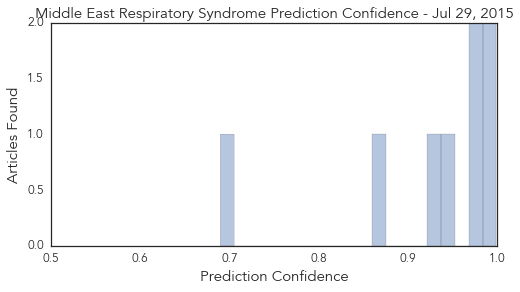 Middle East Respiratory Syndrome Prediction Confidence - Jul 29, 2015
2.0
1.5
1.0
0.5
0.0
Articles Found
0.5 0.6 0.7 0.8 0.9 1.0
Prediction Confidence